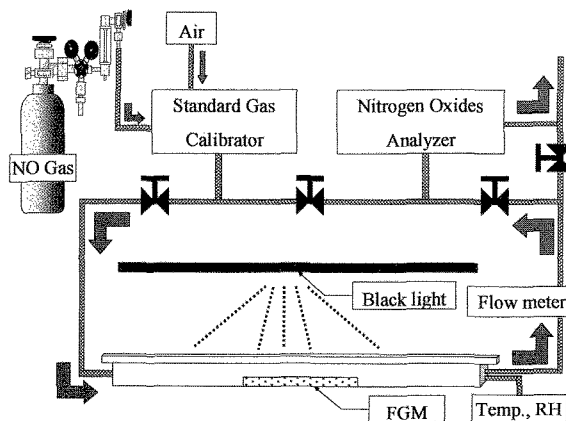 Air
Standard Gas
Calibrator
Nitrogen Oxides
Analyzer
NO Gas
Black light
Flow meter
FGM
Temp., RH